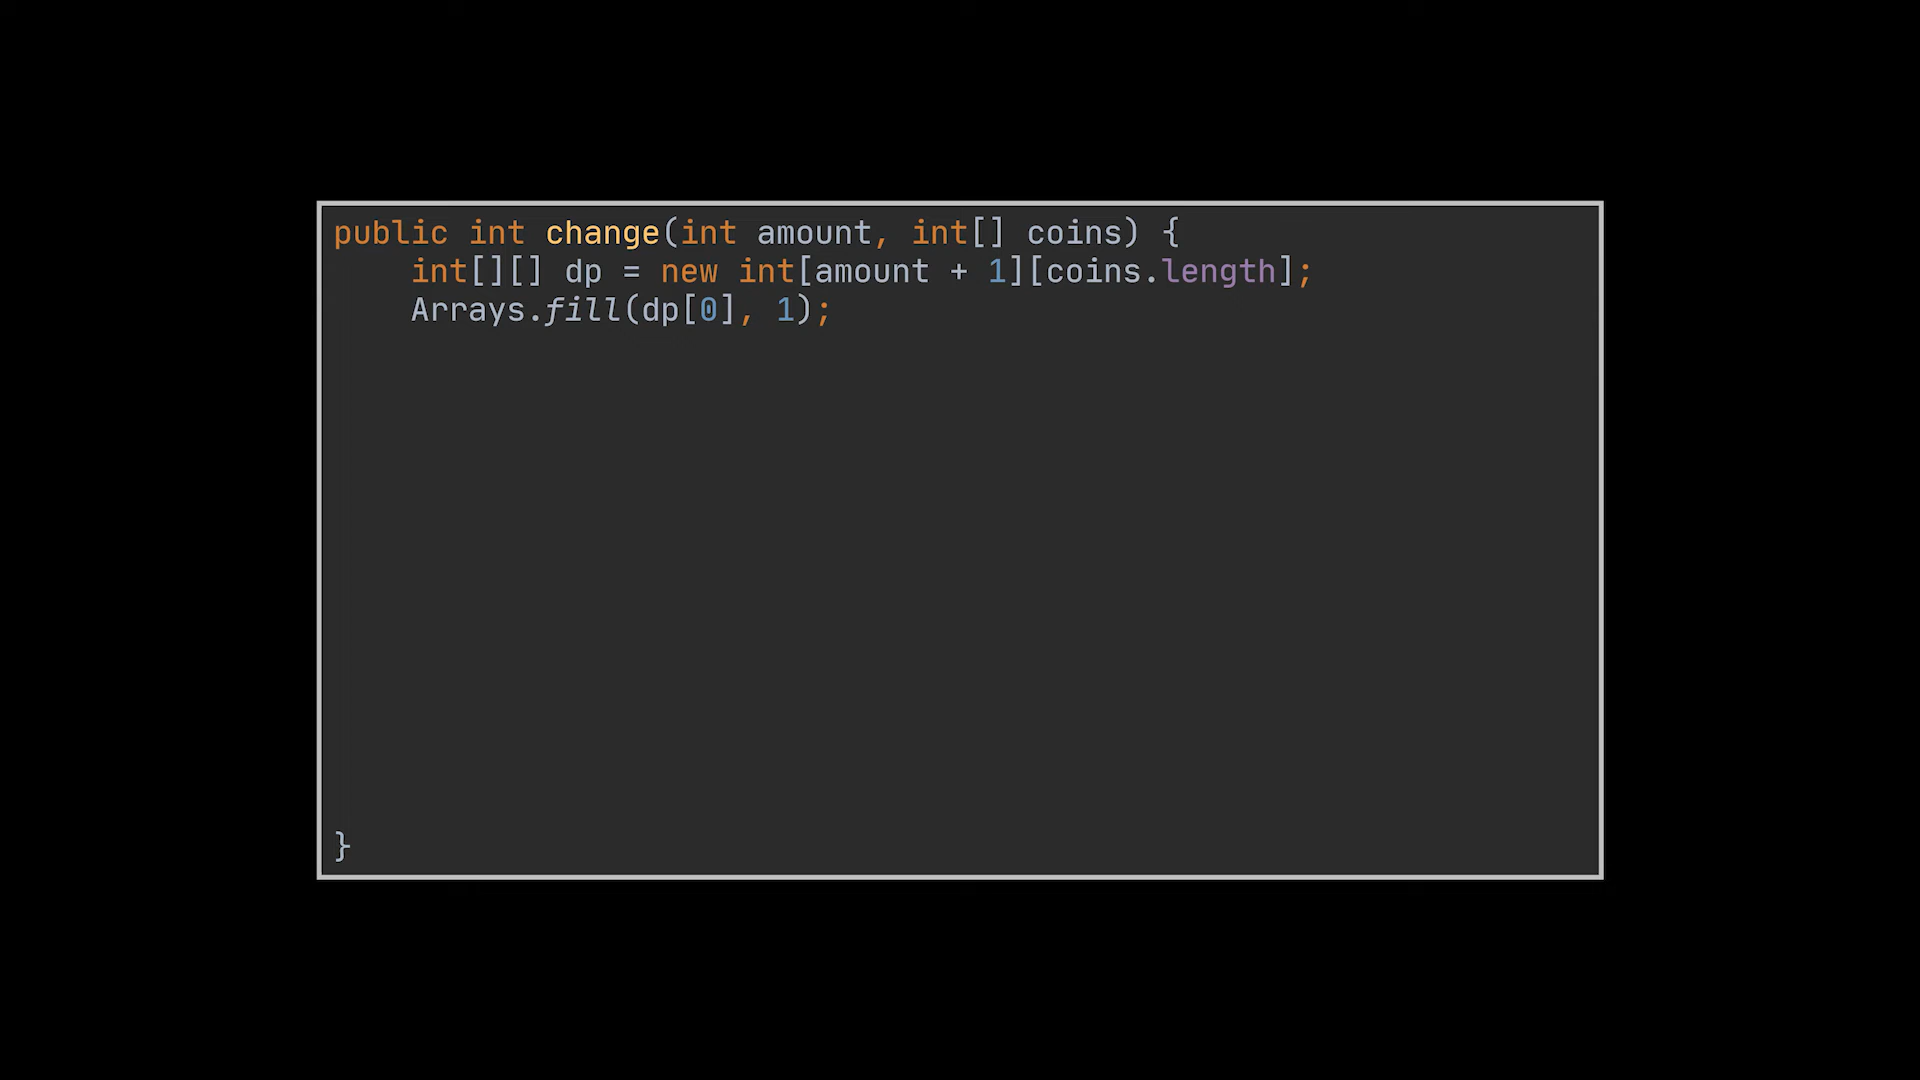 public int change(int amount, int[] coins) {
    int[][] dp = new int[amount + 1][coins.length];
    Arrays.fill(dp[0], 1);
}